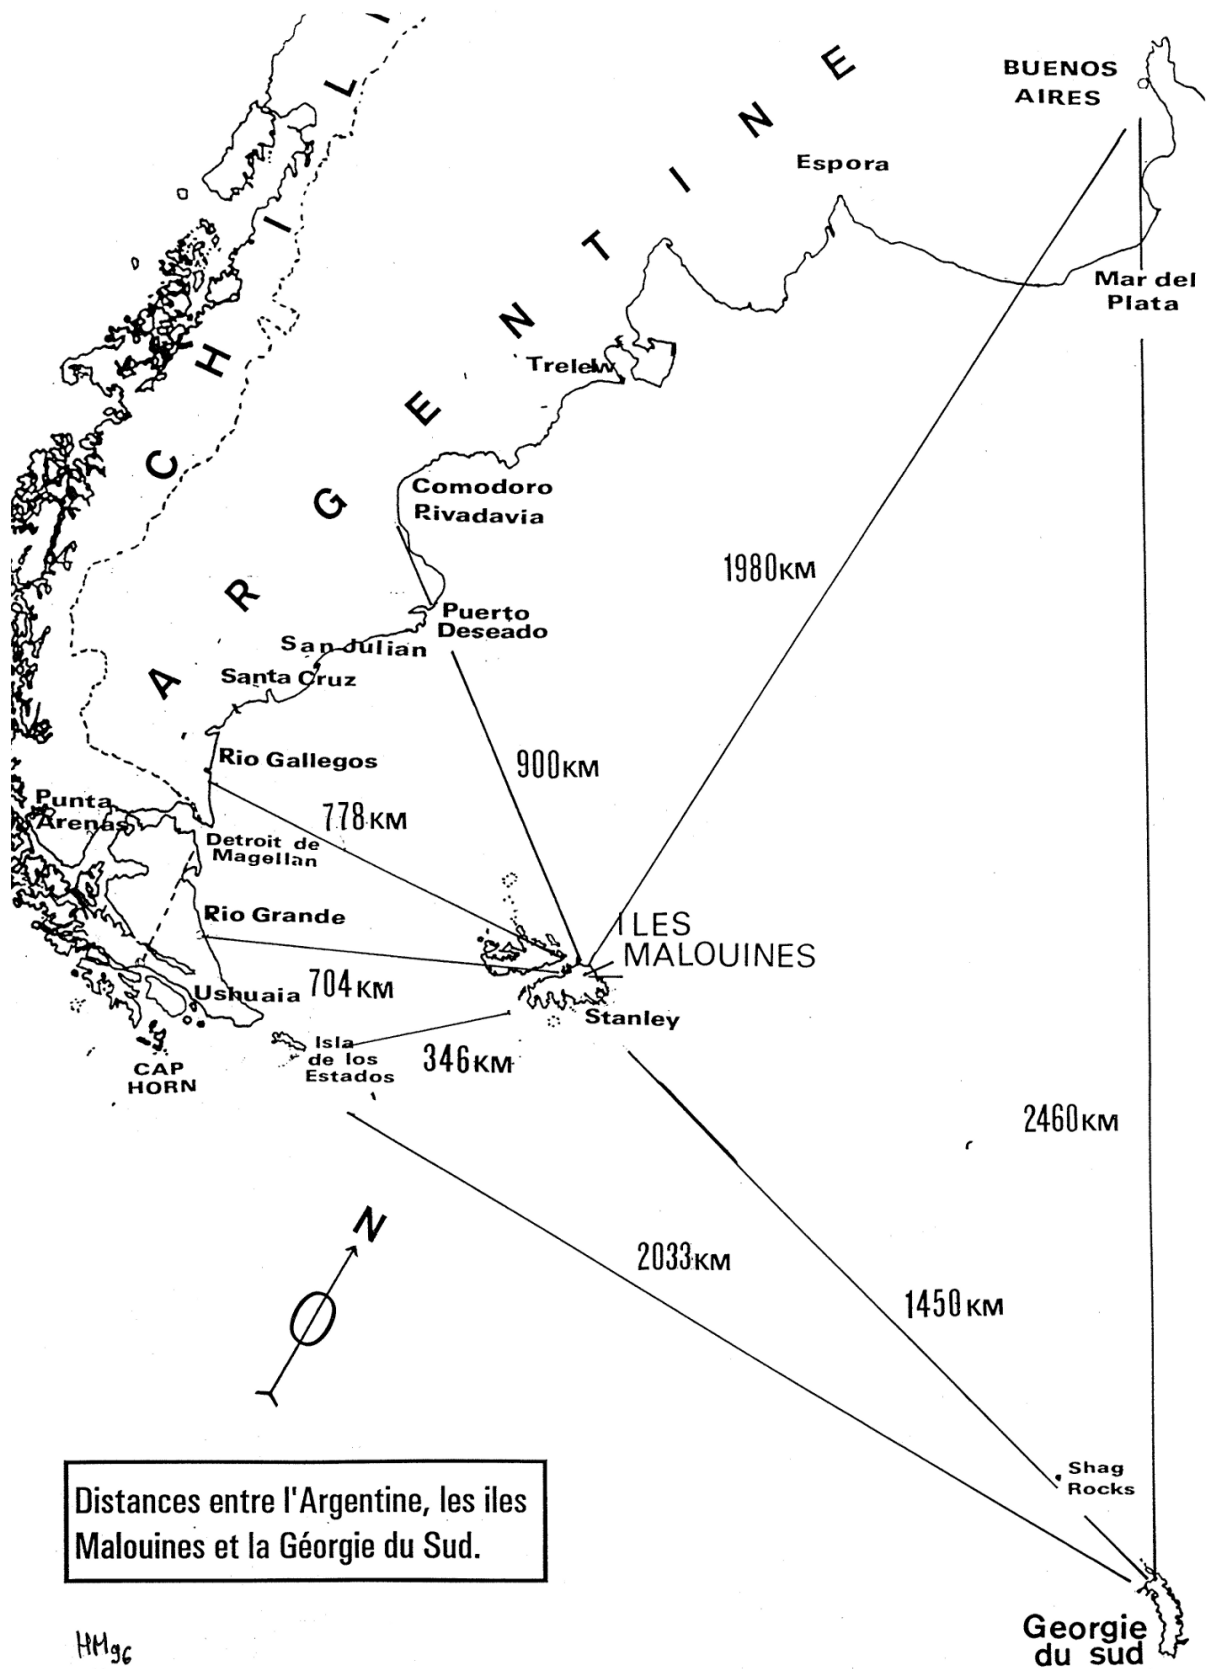 CHILI
ARGENTINE
BUENOS
AIRES
Espora
Mar del
Plata
Trelew
Comodoro
Rivadavia
1980KM
Puerto
Deseado
San Julian
Santa Cruz
Rio Gallegos
900KM
778KM
Punta
Arenas
Detroit de
Magellan
Rio Grande
ILES
MALOUINES
Ushuaia
704KM
Stanley
Isla
de los
Estados
346KM
CAP
HORN
2460KM
N
2033KM
1450KM
Shag
Rocks
Distances entre l'Argentine, les iles
Malouines et la Géorgie du Sud.
Georgie
du sud
HM96